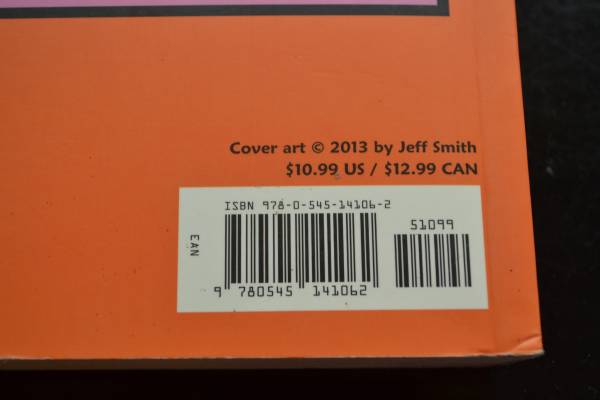 Cover art © 2013 by Jeff Smith
$10.99 US / $12.99 CAN
ISBN 978-0-545-14106-2
51099
EAN
9 780545 141062